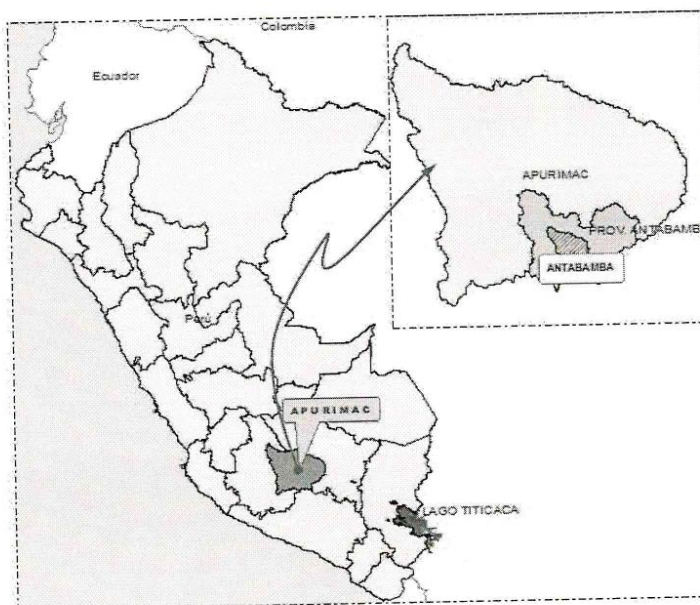 Colombia
Ecuador
APURIMAC
PROV. ANTABAMB
ANTABAMBA
Perú
APURIMAC
LAGO TITICACA